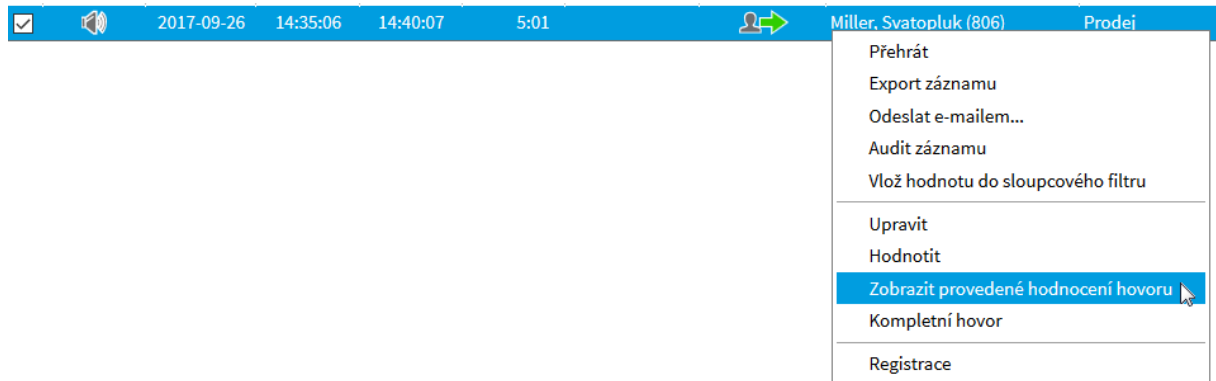 2017-09-26 14:35:06 14:40:07 5:01 Miller, Svatopluk (806) Prodej
Přehrát
Export záznamu
Odeslat e-mailem...
Audit záznamu
Vlož hodnotu do sloupcového filtru
Upravit
Hodnotit
Zobrazit provedené hodnocení hovoru
Kompletní hovor
Registrace